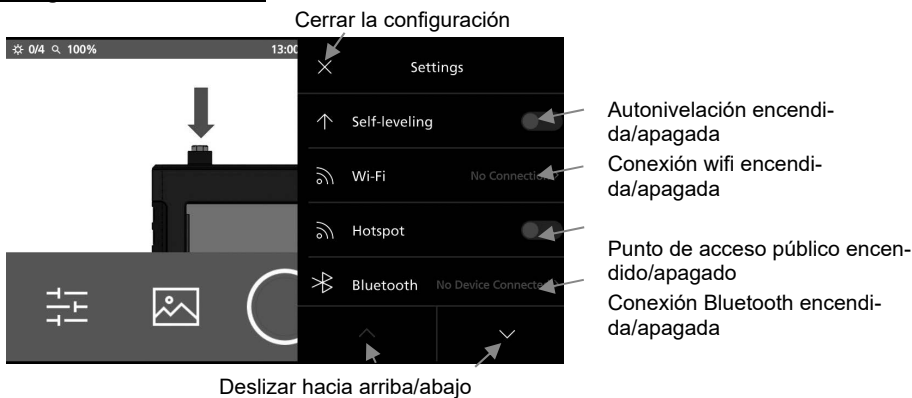 Cerrar la configuración
0/4 100% 13:00
Settings
Self-leveling
Autonivelación encendi-
da/apagada
Wi-Fi No Connection
Conexión wifi encendi-
da/apagada
Hotspot
Punto de acceso público encen-
dido/apagado
Bluetooth No Device Connected
Conexión Bluetooth encendi-
da/apagada
Deslizar hacia arriba/abajo